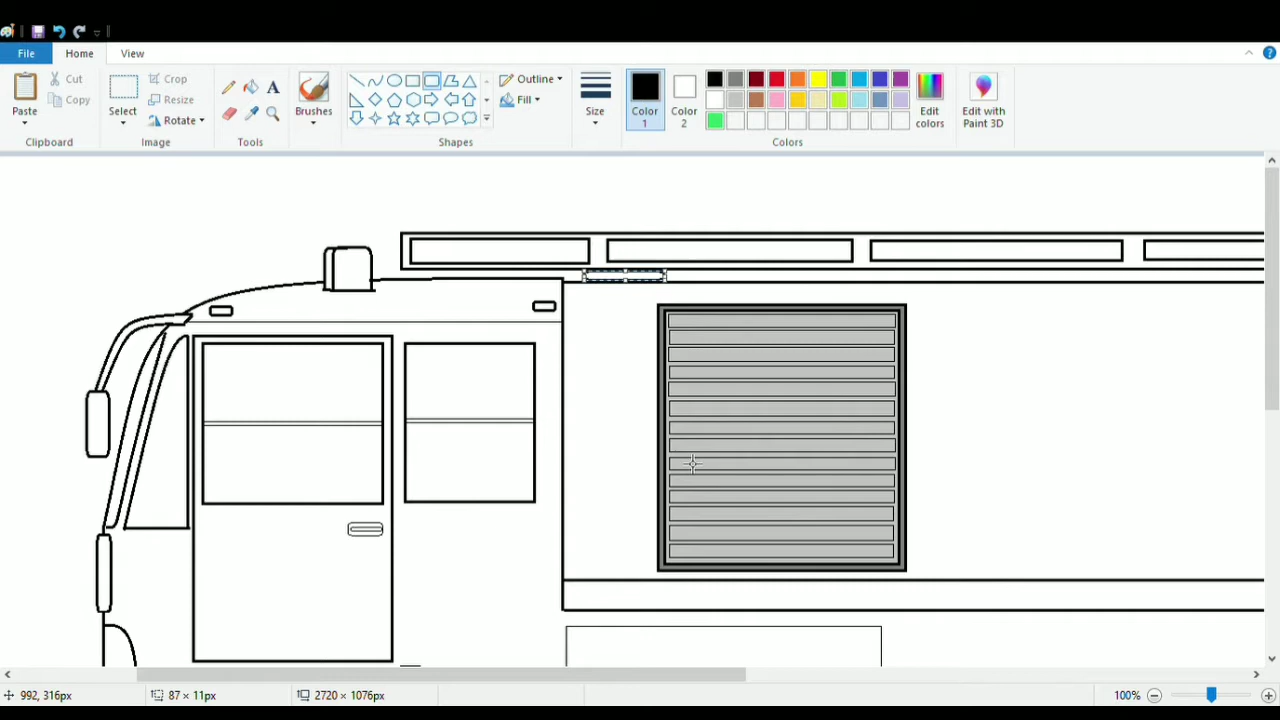 File Home View
Paste
Cut
Copy
Clipboard
Select
Crop
Resize
Rotate
Image
Tools
Brushes
Shapes
Outline
Fill
Size
Color 1
Color 2
Edit colors
Colors
Edit with Paint 3D
992, 316px 87 × 11px 2720 × 1076px 100%